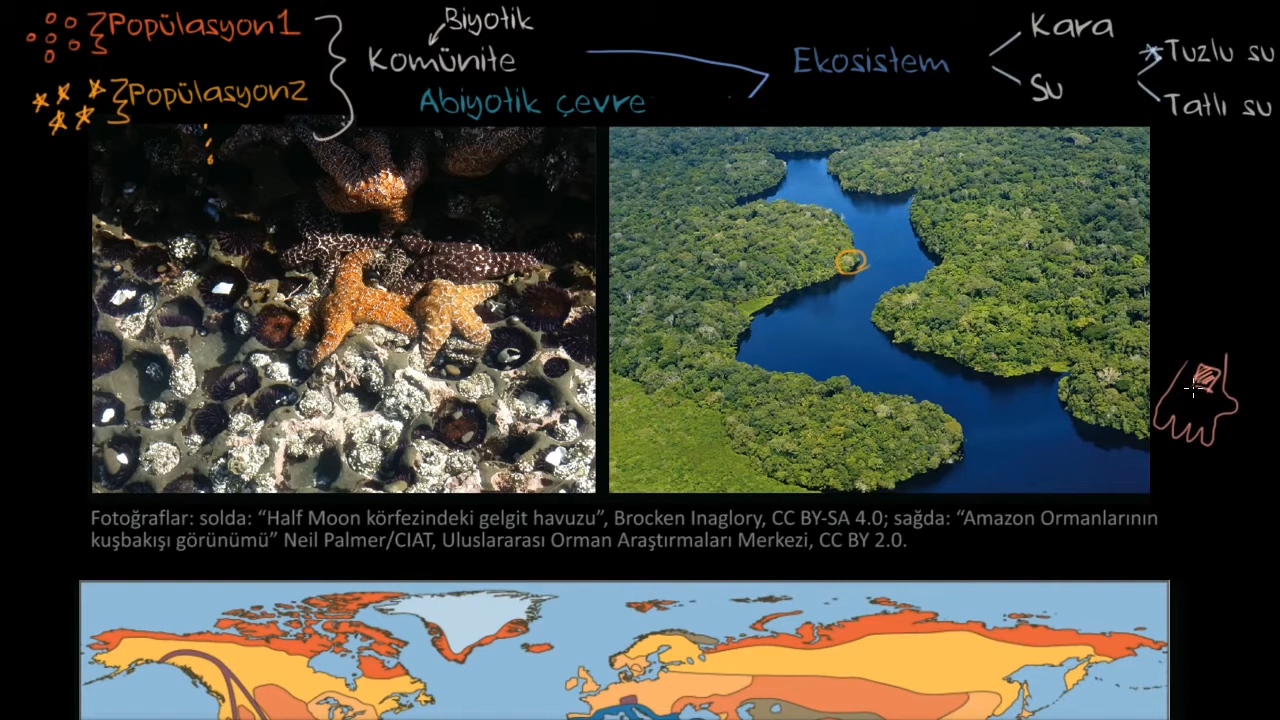 Biyotik
Popülasyon1
Komünite
Popülasyon2
Abiyotik çevre
Ekosistem
Kara
Su
Tuzlu su
Tatlı su
Fotoğraflar: solda: “Half Moon körfezindeki gelgit havuzu”, Brocken Inaglory, CC BY-SA 4.0; sağda: “Amazon Ormanlarının
kuşbakışı görünümü” Neil Palmer/CIAT, Uluslararası Orman Araştırmaları Merkezi, CC BY 2.0.